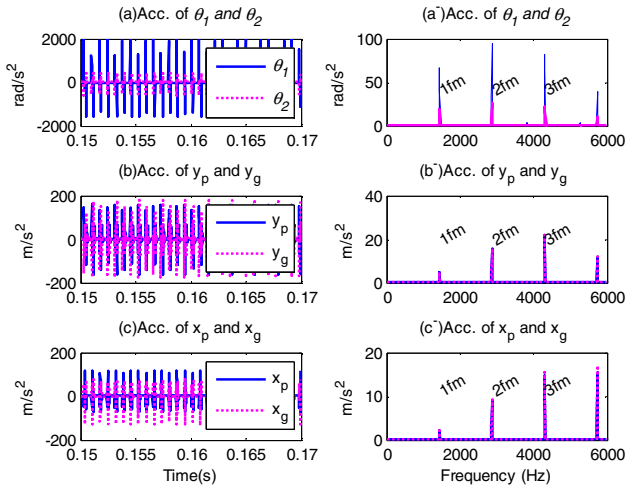 (a)Acc. of θ1 and θ2
2000
0
-2000
rad/s²
θ1
θ2
0.15 0.155 0.16 0.165 0.17
(a¯)Acc. of θ1 and θ2
100
50
0
rad/s²
1fm 2fm 3fm
0 2000 4000 6000
(b)Acc. of yp and yg
200
0
-200
m/s²
yp
yg
0.15 0.155 0.16 0.165 0.17
(b¯)Acc. of yp and yg
40
20
0
m/s²
1fm 2fm 3fm
0 2000 4000 6000
(c)Acc. of xp and xg
200
0
-200
m/s²
xp
xg
0.15 0.155 0.16 0.165 0.17
Time(s)
(c¯)Acc. of xp and xg
20
10
0
m/s²
1fm 2fm 3fm
0 2000 4000 6000
Frequency (Hz)